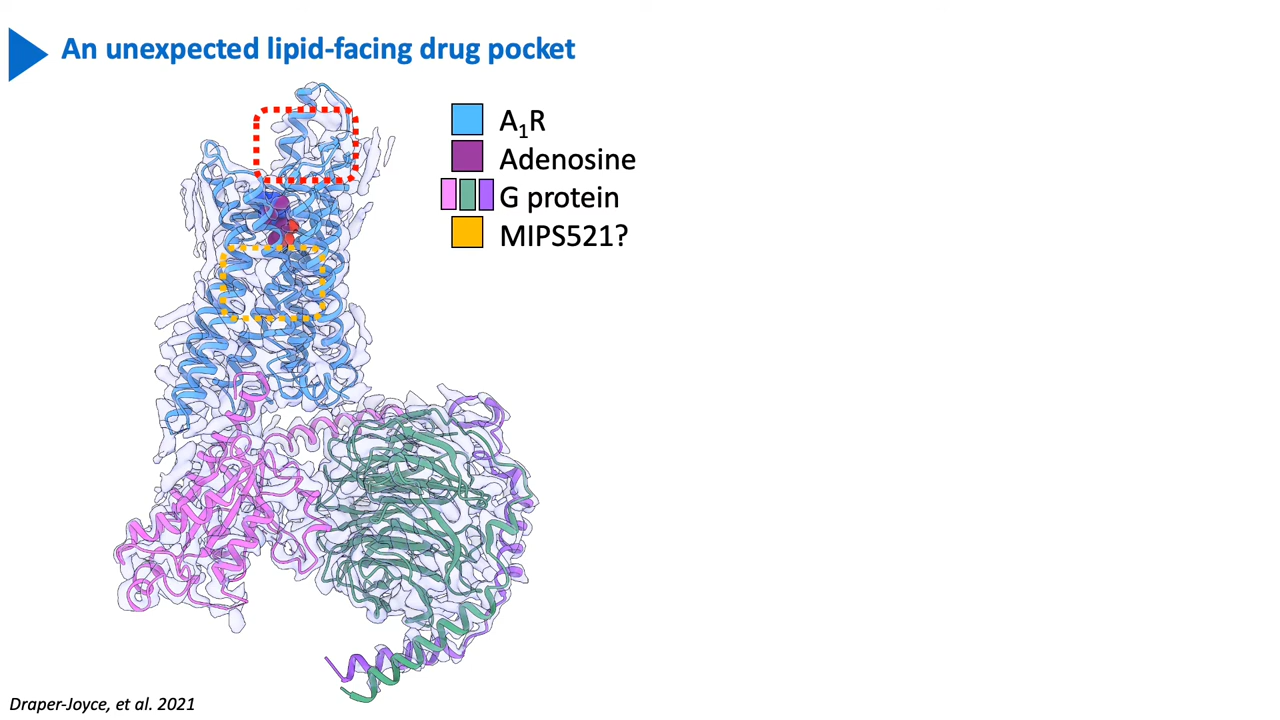 An unexpected lipid-facing drug pocket
A₁R
Adenosine
G protein
MIPS521?
Draper-Joyce, et al. 2021